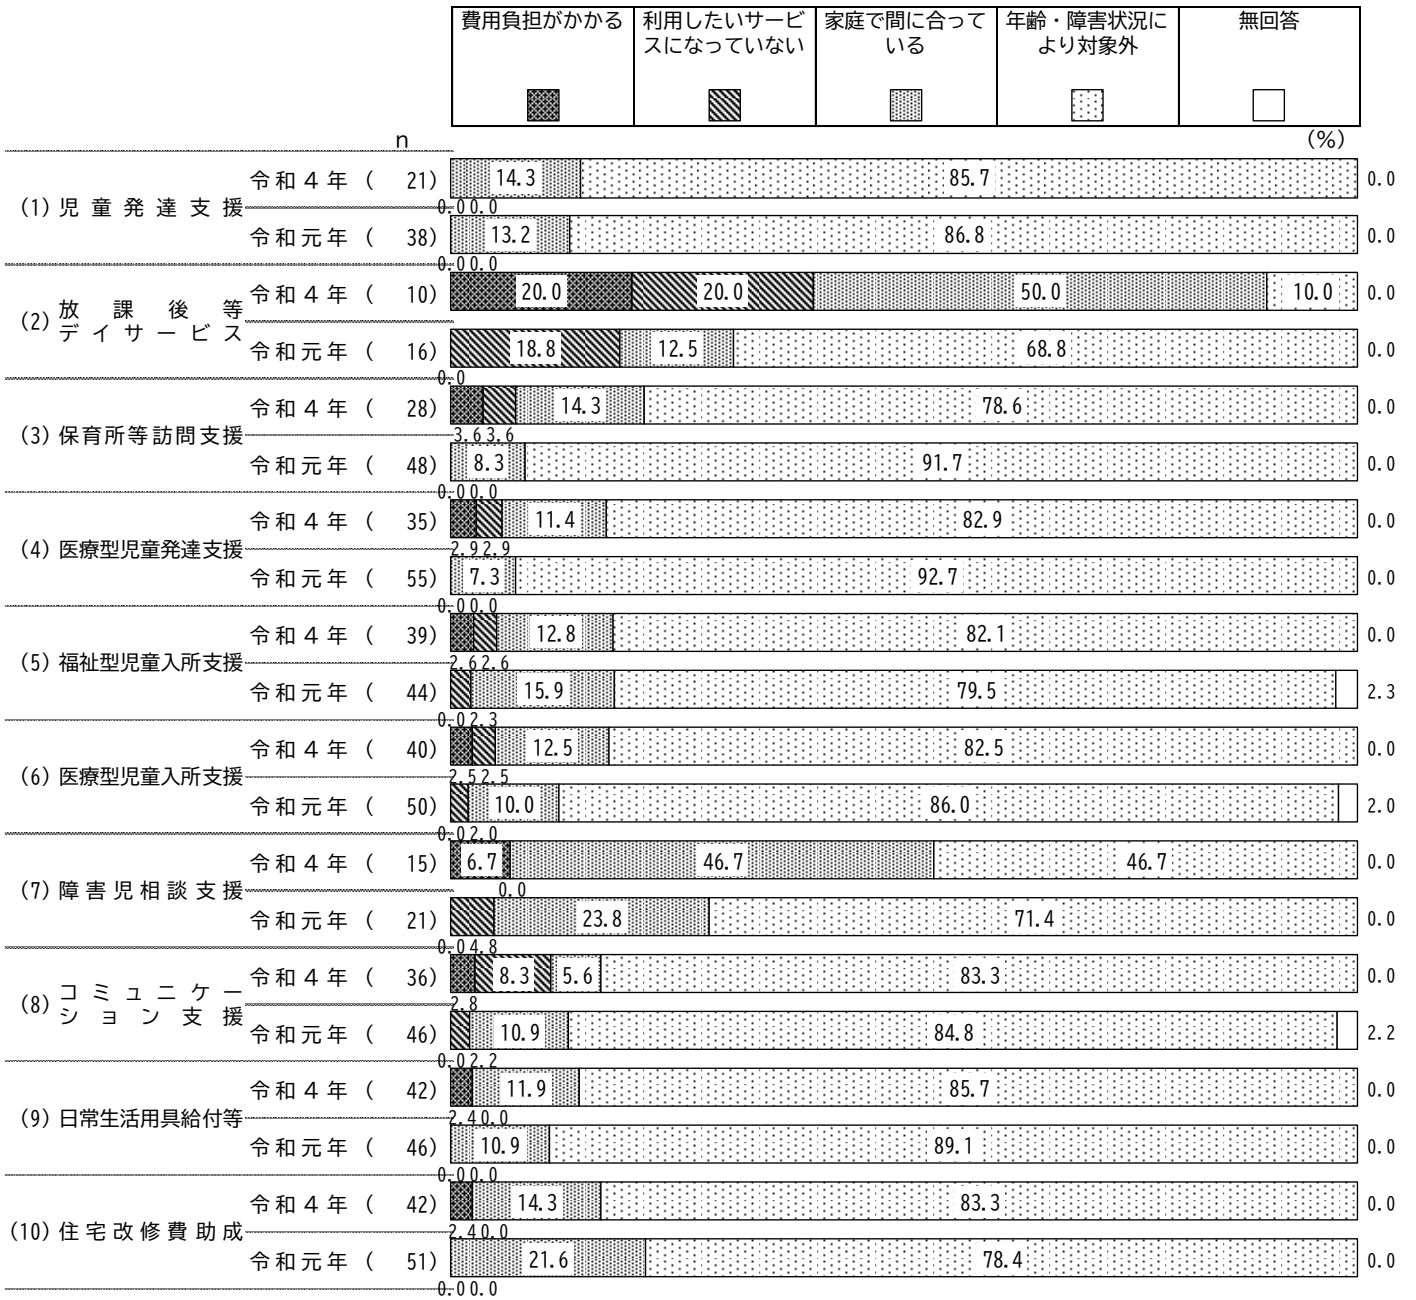 費用負担がかかる
利用したいサービ
スになっていない
家庭で間に合って
いる
年齢・障害状況に
より対象外
無回答
n
(%)
(1) 児童発達支援
令和４年 ( 21) 14.3 85.7 0.0
0.0 0.0
令和元年 ( 38) 13.2 86.8 0.0
0.0 0.0
(2) 放課後等
デイサービス
令和４年 ( 10) 20.0 20.0 50.0 10.0 0.0
令和元年 ( 16) 18.8 12.5 68.8 0.0
0.0
(3) 保育所等訪問支援
令和４年 ( 28) 14.3 78.6 0.0
3.6 3.6
令和元年 ( 48) 8.3 91.7 0.0
0.0 0.0
(4) 医療型児童発達支援
令和４年 ( 35) 11.4 82.9 0.0
2.9 2.9
令和元年 ( 55) 7.3 92.7 0.0
0.0 0.0
(5) 福祉型児童入所支援
令和４年 ( 39) 12.8 82.1 0.0
2.6 2.6
令和元年 ( 44) 15.9 79.5 2.3
0.0 2.3
(6) 医療型児童入所支援
令和４年 ( 40) 12.5 82.5 0.0
2.5 2.5
令和元年 ( 50) 10.0 86.0 2.0
0.0 2.0
(7) 障害児相談支援
令和４年 ( 15) 6.7 46.7 46.7 0.0
0.0
令和元年 ( 21) 23.8 71.4 0.0
0.0 4.8
(8) コミュニケー
ション支援
令和４年 ( 36) 8.3 5.6 83.3 0.0
2.8
令和元年 ( 46) 10.9 84.8 2.2
0.0 2.2
(9) 日常生活用具給付等
令和４年 ( 42) 11.9 85.7 0.0
2.4 0.0
令和元年 ( 46) 10.9 89.1 0.0
0.0 0.0
(10) 住宅改修費助成
令和４年 ( 42) 14.3 83.3 0.0
2.4 0.0
令和元年 ( 51) 21.6 78.4 0.0
0.0 0.0